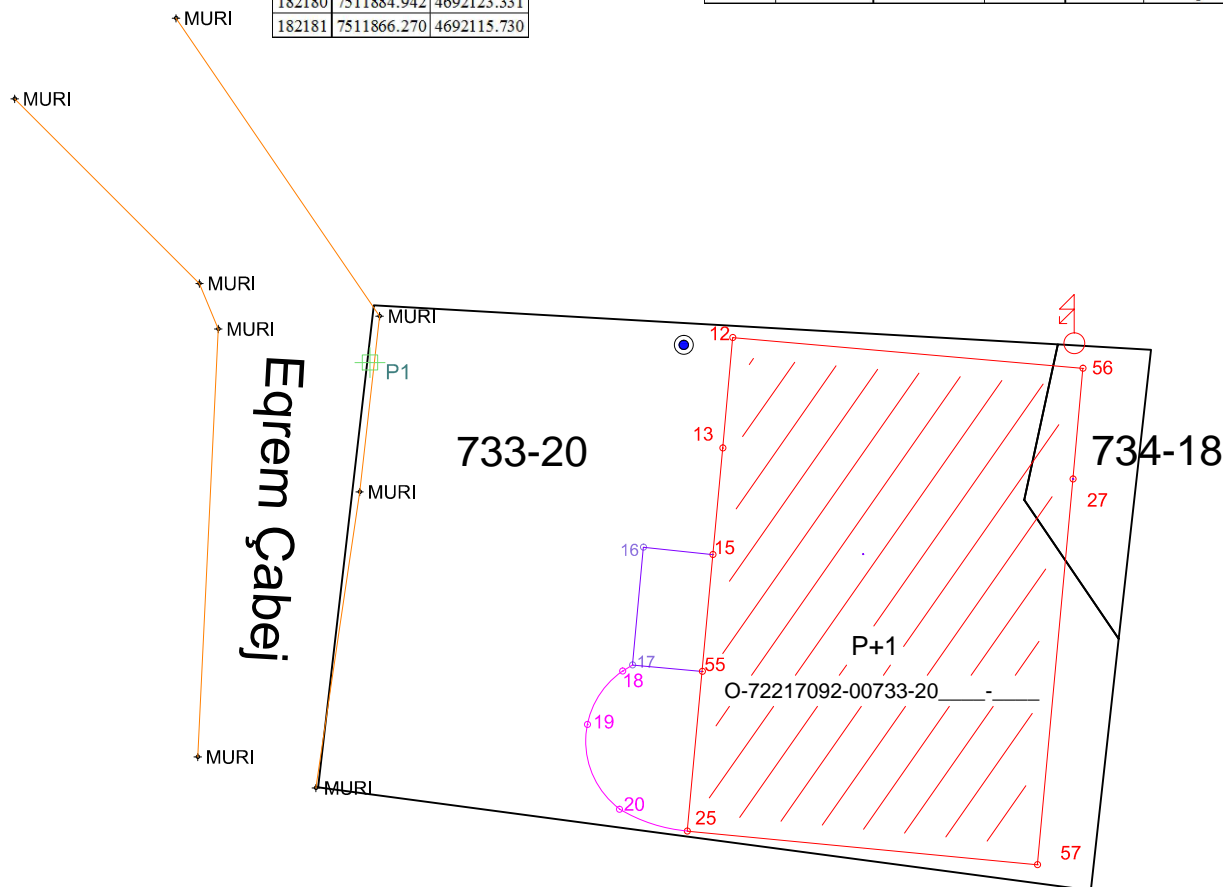 182180 7511884.942 4692123.331
182181 7511866.270 4692115.730
MURI
MURI
MURI
MURI
MURI
P1
MURI
MURI
MURI
Eqrem Çabej
733-20
734-18
12
56
13
27
15
16
17
55
18
19
20
25
57
P+1
O-72217092-00733-20____-____